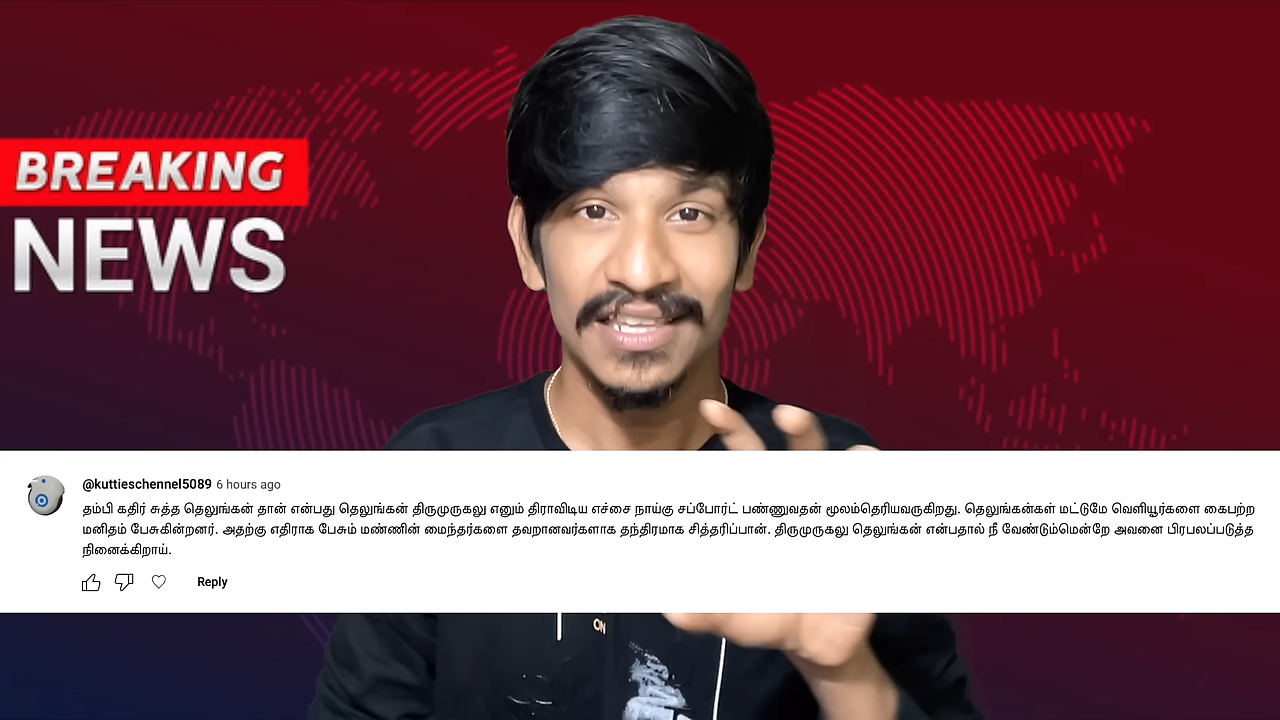 BREAKING
NEWS
@kuttieschennel5089 6 hours ago
தம்பி கதிர் சுத்த தெலுங்கன் தான் என்பது தெலுங்கன் திருமுருகலு எனும் திராவிடிய எச்சை நாய்கு சப்போர்ட் பண்ணுவதன் மூலம்தெரியவருகிறது. தெலுங்கன்கள் மட்டுமே வெளியூர்களை கைபற்ற
மனிதம் பேசுகின்றனர். அதற்கு எதிராக பேசும் மண்ணின் மைந்தர்களை தவறானவர்களாக தந்திரமாக சித்தரிப்பான். திருமுருகலு தெலுங்கன் என்பதால் நீ வேண்டும்மென்றே அவனை பிரபலப்படுத்த
நினைக்கிறாய்.
Reply
ON